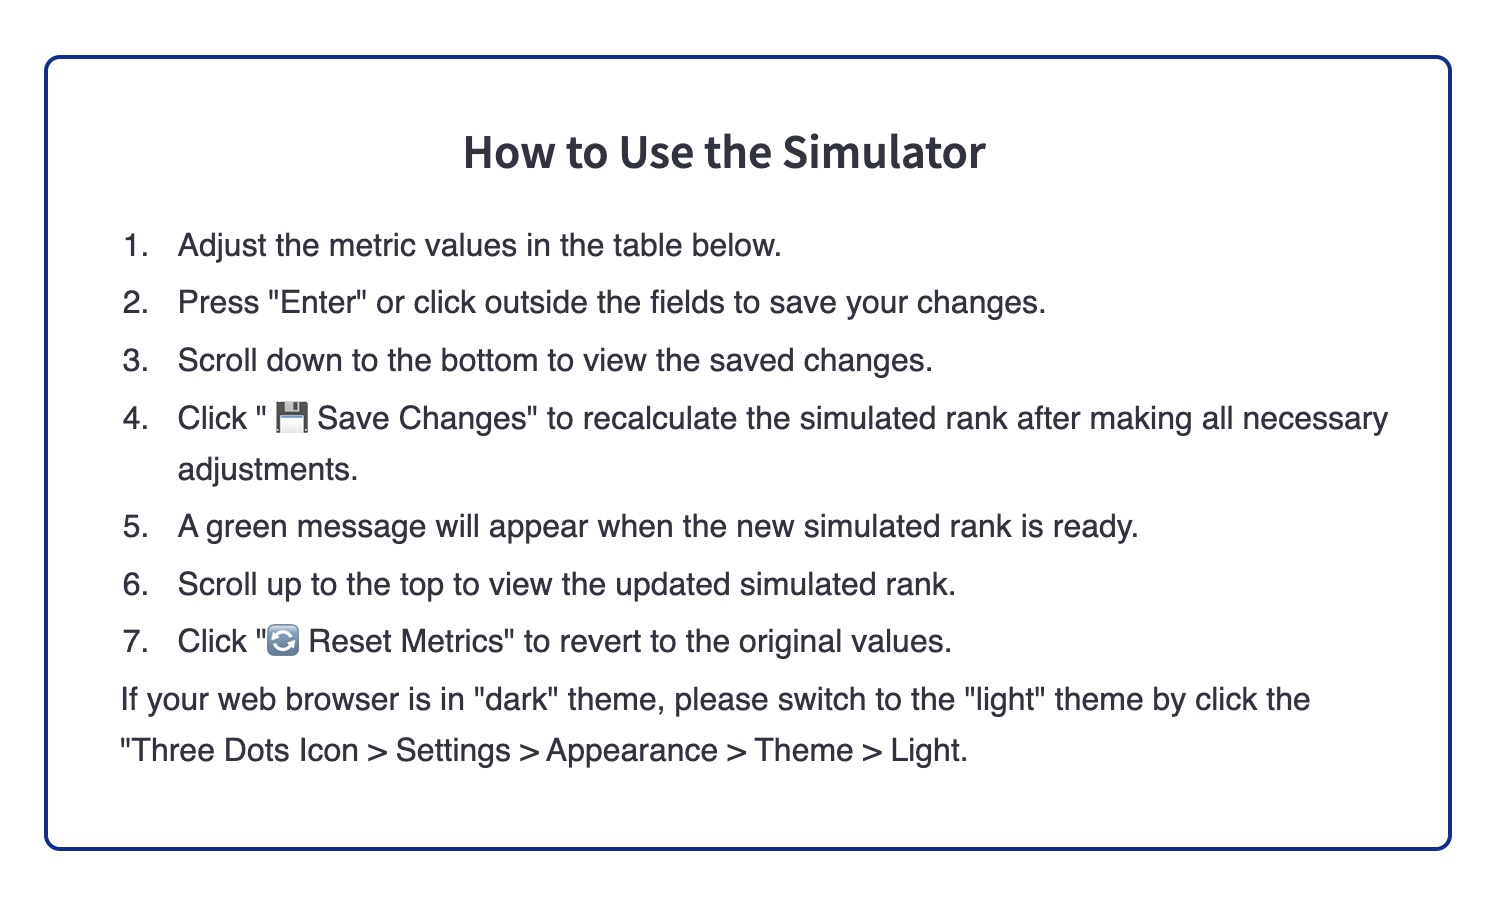 How to Use the Simulator
1. Adjust the metric values in the table below.
2. Press "Enter" or click outside the fields to save your changes.
3. Scroll down to the bottom to view the saved changes.
4. Click " 💾 Save Changes" to recalculate the simulated rank after making all necessary
adjustments.
5. A green message will appear when the new simulated rank is ready.
6. Scroll up to the top to view the updated simulated rank.
7. Click "🔄 Reset Metrics" to revert to the original values.
If your web browser is in "dark" theme, please switch to the "light" theme by click the
"Three Dots Icon > Settings > Appearance > Theme > Light.